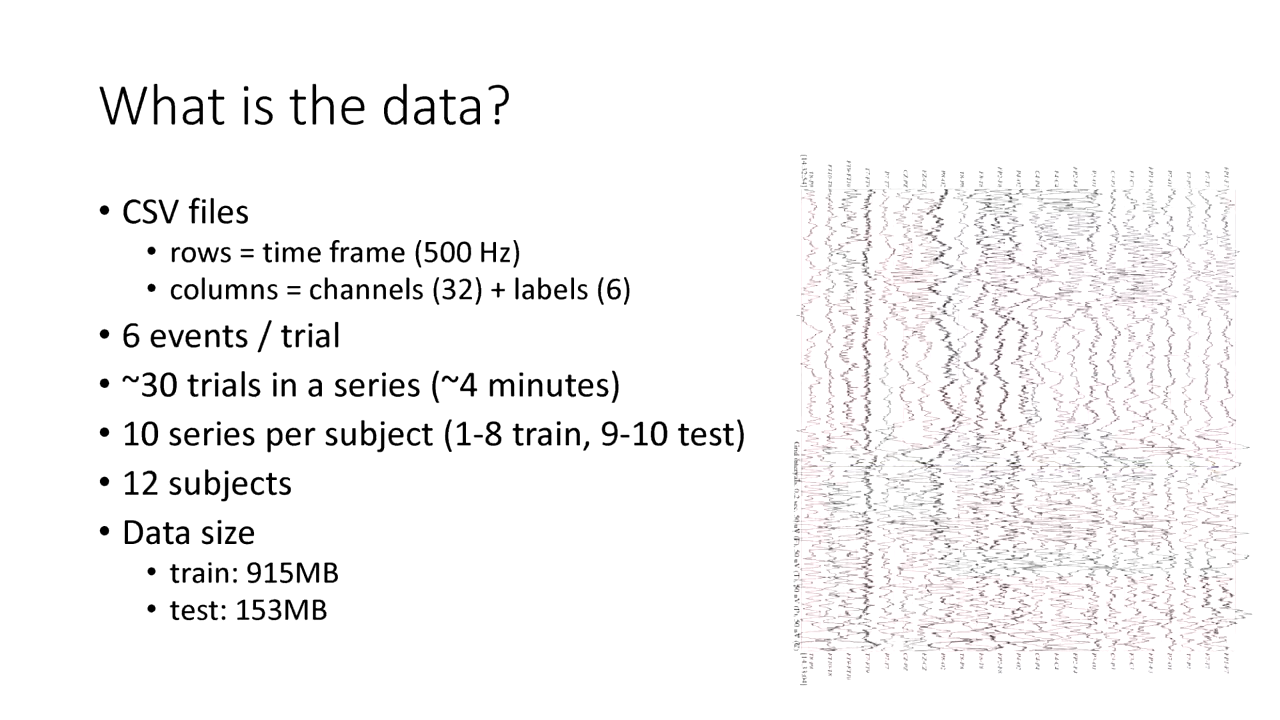 What is the data?
• CSV files
• rows = time frame (500 Hz)
• columns = channels (32) + labels (6)
• 6 events / trial
• ~30 trials in a series (~4 minutes)
• 10 series per subject (1-8 train, 9-10 test)
• 12 subjects
• Data size
• train: 915MB
• test: 153MB